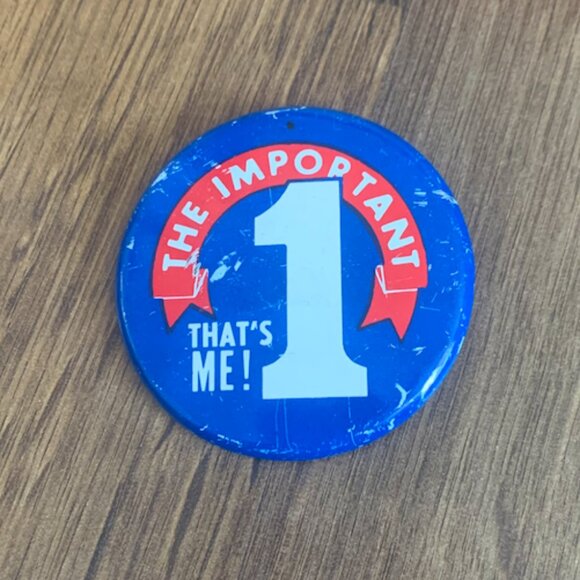 THE IMPORTANT
1
THAT'S
ME!